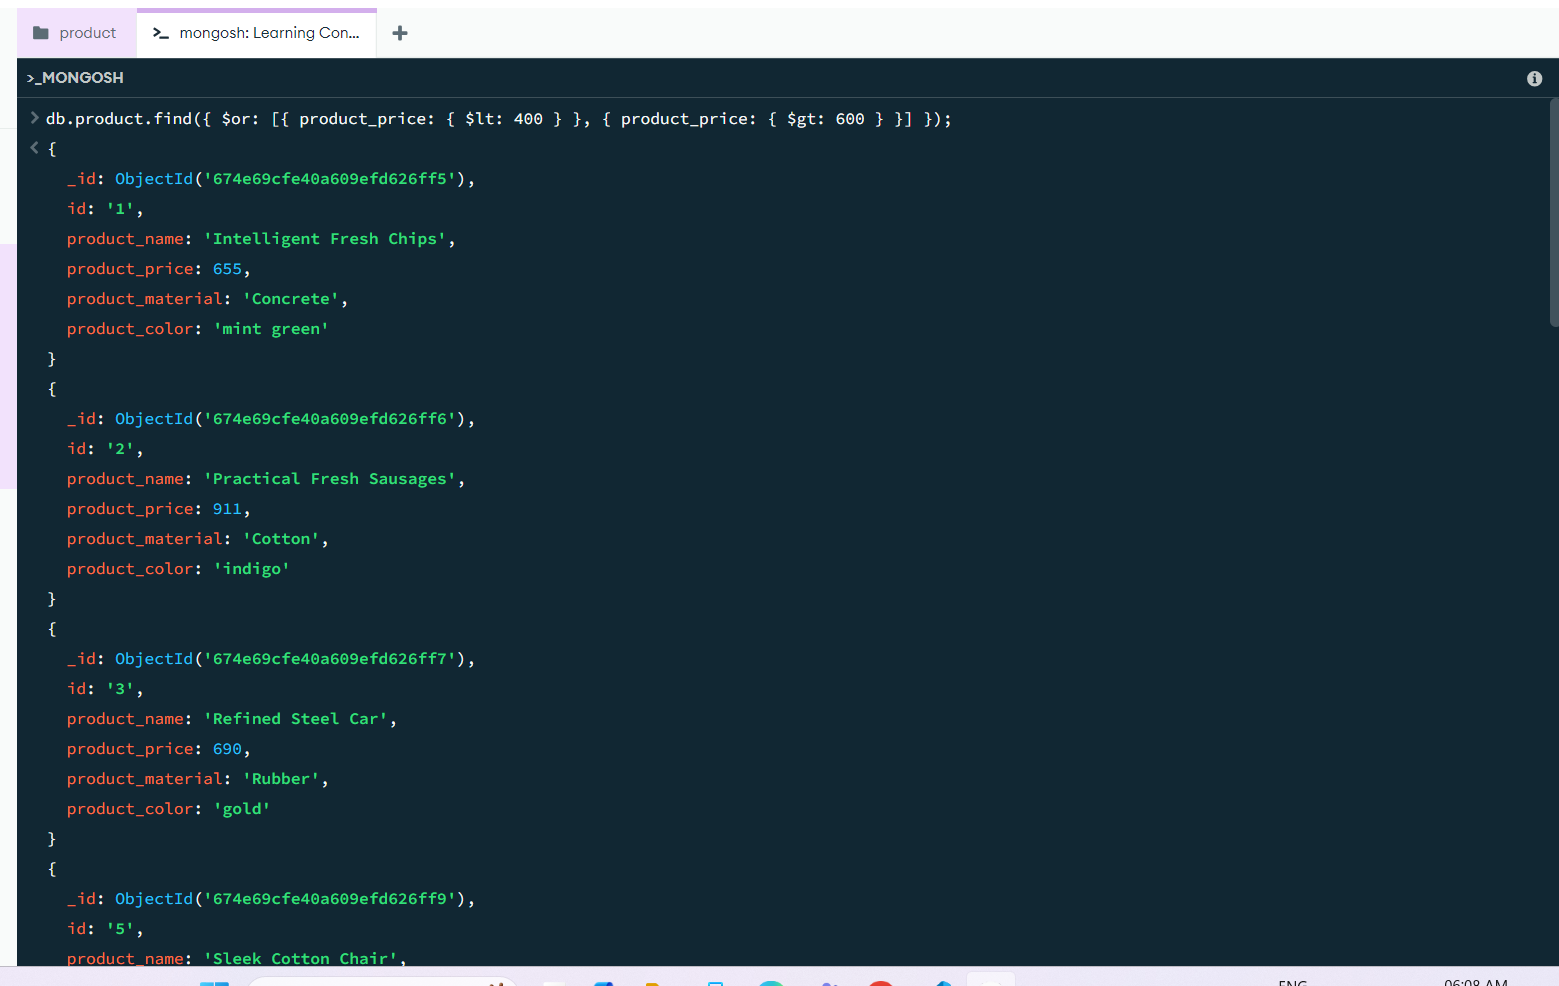 product
mongosh: Learning Con...
>_MONGOSH
db.product.find({ $or: [{ product_price: { $lt: 400 } }, { product_price: { $gt: 600 } }] });
{
_id: ObjectId('674e69cfe40a609efd626ff5'),
id: '1',
product_name: 'Intelligent Fresh Chips',
product_price: 655,
product_material: 'Concrete',
product_color: 'mint green'
}
{
_id: ObjectId('674e69cfe40a609efd626ff6'),
id: '2',
product_name: 'Practical Fresh Sausages',
product_price: 911,
product_material: 'Cotton',
product_color: 'indigo'
}
{
_id: ObjectId('674e69cfe40a609efd626ff7'),
id: '3',
product_name: 'Refined Steel Car',
product_price: 690,
product_material: 'Rubber',
product_color: 'gold'
}
{
_id: ObjectId('674e69cfe40a609efd626ff9'),
id: '5',
product_name: 'Sleek Cotton Chair',
ENG
06:08 AM